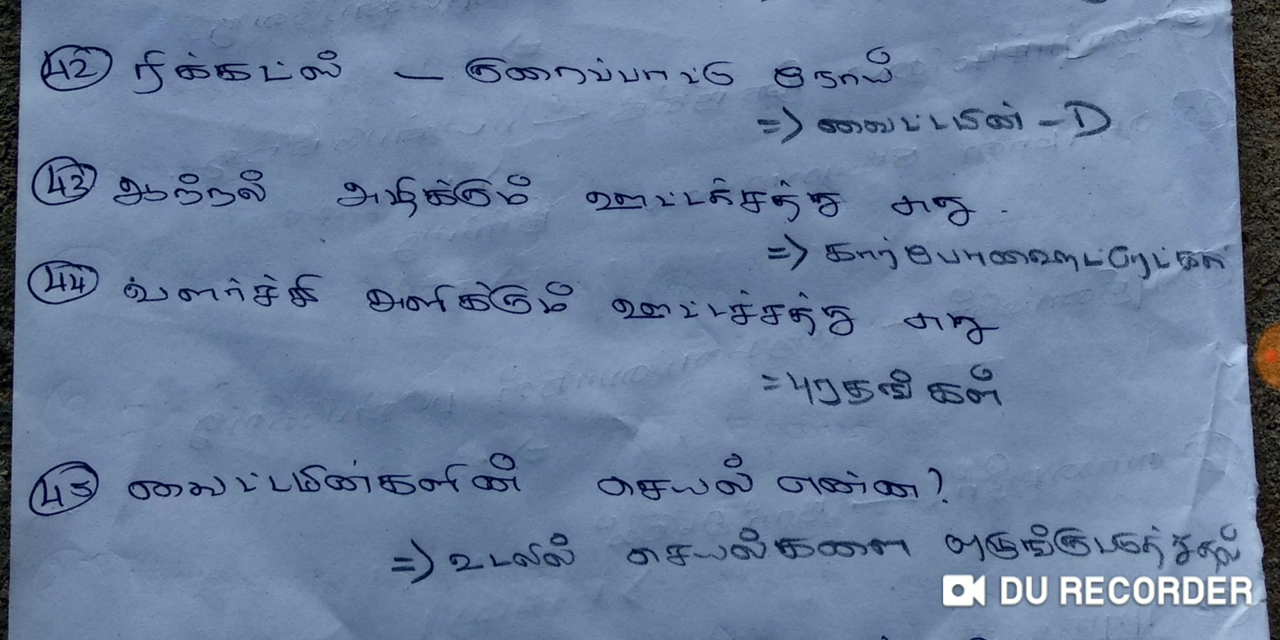 42 ரிக்கட்ஸ் – குறைப்பாட்டு நோய்
=> வைட்டமின் – D
43 ஆற்றல் அளிக்கும் ஊட்டச்சத்து எது
=> கார்போஹைட்ரேட்கள்
44 வளர்ச்சி அளிக்கும் ஊட்டச்சத்து எது
= புரதங்கள்
45 வைட்டமின்களின் செயல் என்ன?
=> உடலில் செயல்களை ஒருங்குபடுத்துதல்
DU RECORDER